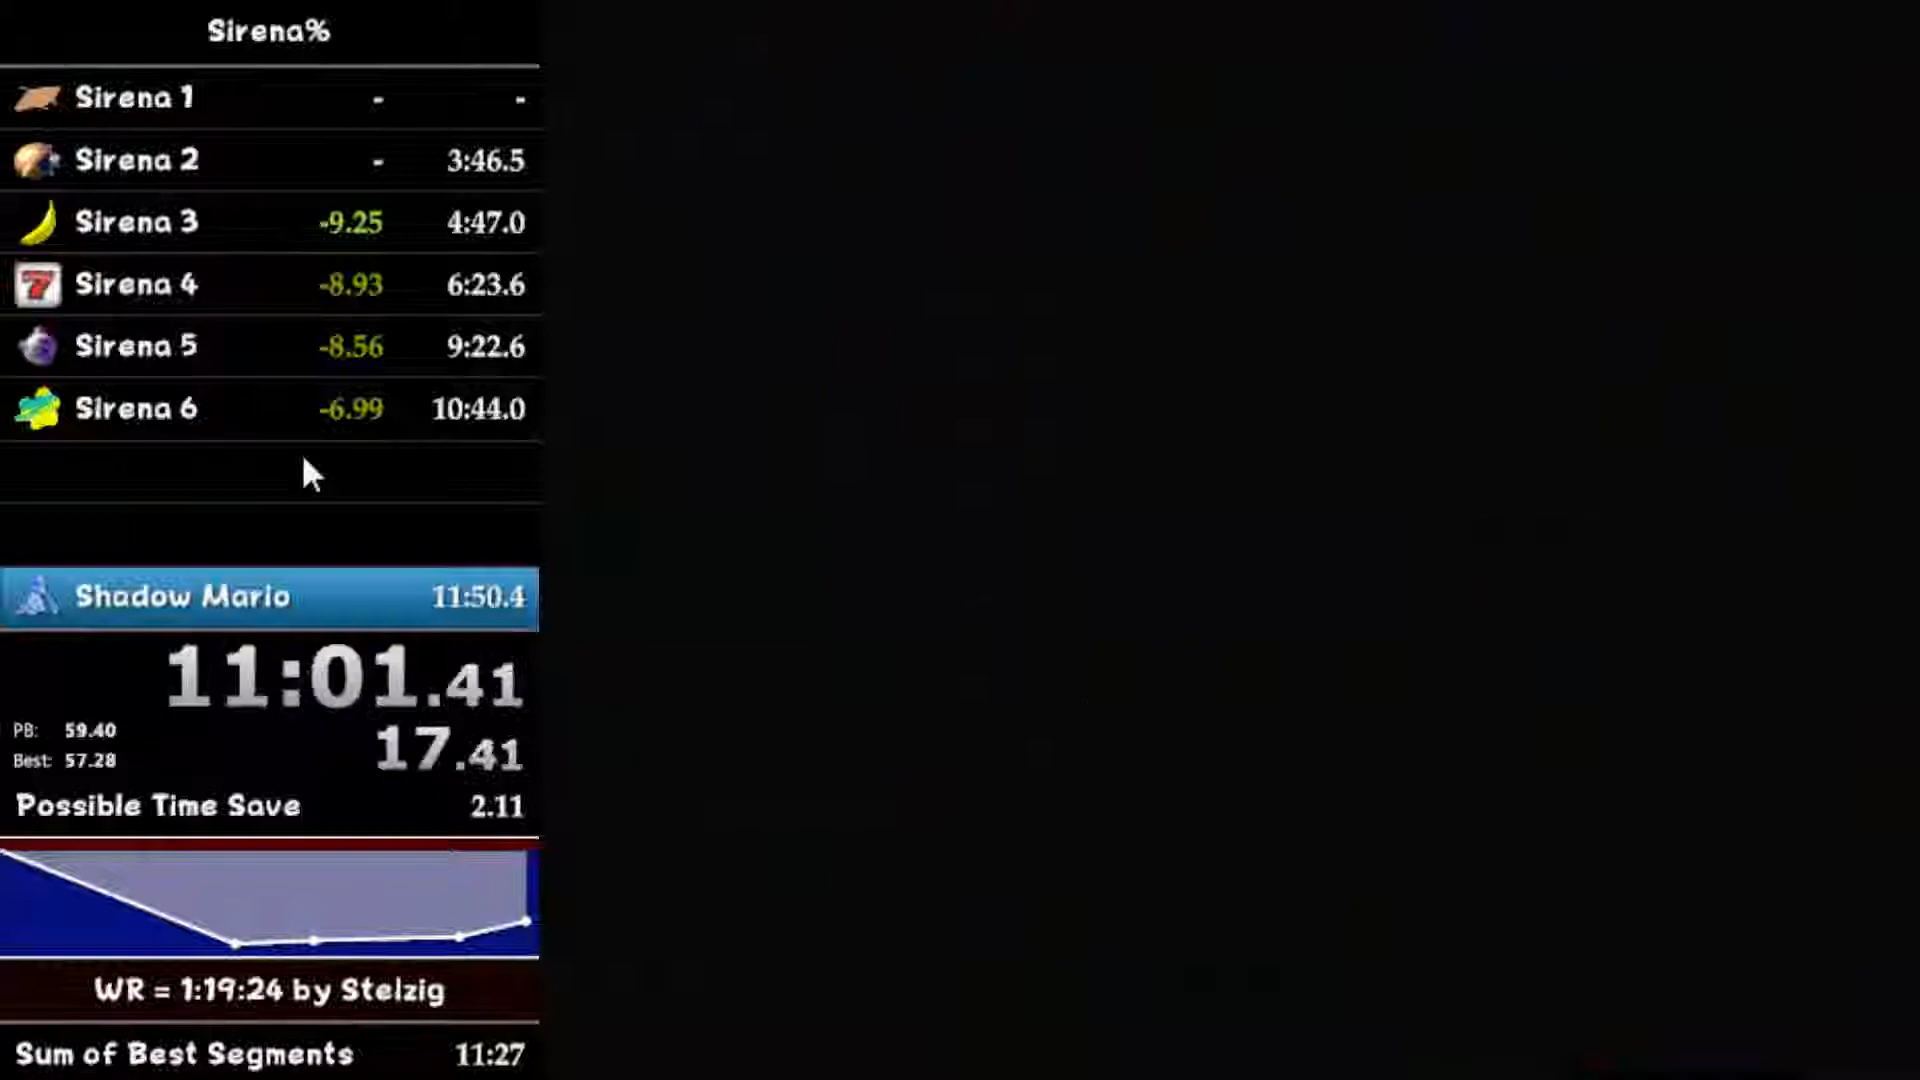 Sirena%
Sirena 1 - -
Sirena 2 - 3:46.5
Sirena 3 -9.25 4:47.0
Sirena 4 -8.93 6:23.6
Sirena 5 -8.56 9:22.6
Sirena 6 -6.99 10:44.0
Shadow Mario 11:50.4
11:01.41
PB: 59.40
17.41
Best: 57.28
Possible Time Save 2.11
WR = 1:19:24 by Stelzig
Sum of Best Segments 11:27